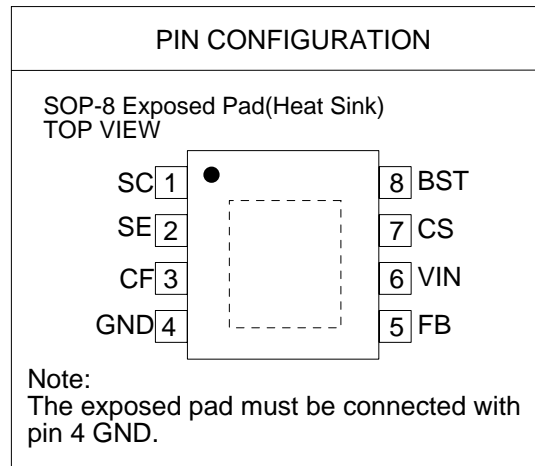 PIN CONFIGURATION
SOP-8 Exposed Pad(Heat Sink)
TOP VIEW
SC 1 8 BST
SE 2 7 CS
CF 3 6 VIN
GND 4 5 FB
Note:
The exposed pad must be connected with
pin 4 GND.